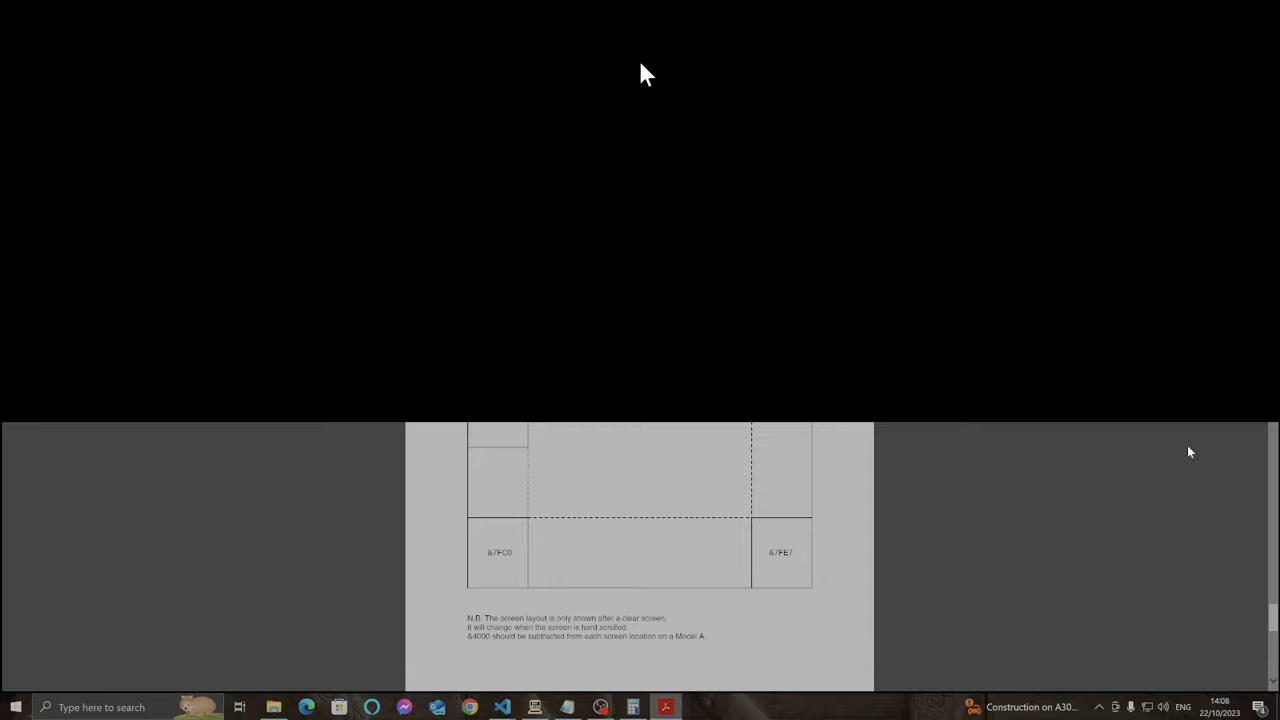 &7FC0
&7FE7
N.B. The screen layout is only shown after a clear screen,
it will change when the screen is hard scrolled.
&4000 should be subtracted from each screen location on a Model A.
Type here to search
Construction on A30...
ENG
14:08
22/10/2023